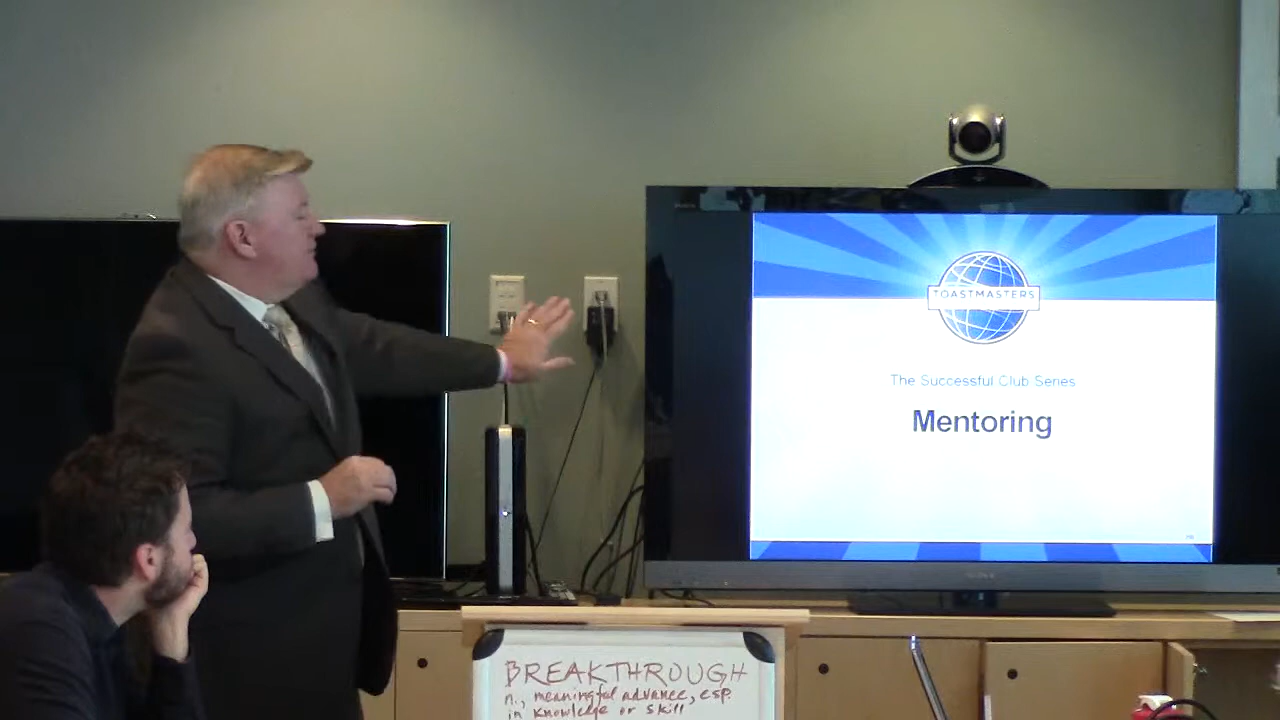 TOASTMASTERS
The Successful Club Series
Mentoring
BREAKTHROUGH
n., meaningful advance, esp.
in knowledge or skill